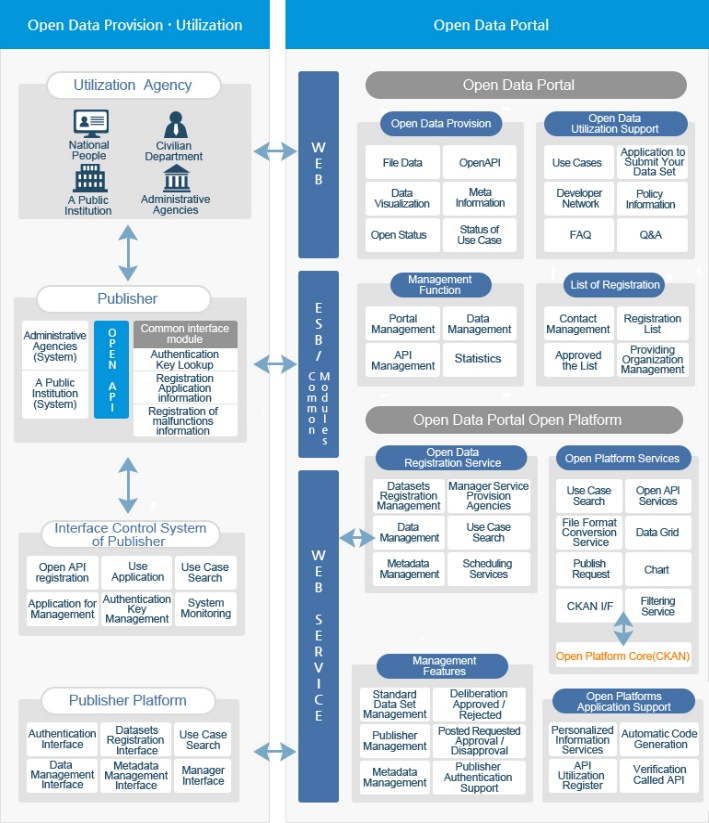 Open Data Provision · Utilization
Utilization Agency
National
People
Civilian
Department
A Public
Institution
Administrative
Agencies
Publisher
Administrative
Agencies
(System)
A Public
Institution
(System)
OPEN API
Common interface
module
Authentication
Key Lookup
Registration
Application
information
Registration of
malfunctions
information
Interface Control System
of Publisher
Open API
registration
Use
Application
Use Case
Search
Application for
Management
Authentication
Key
Management
System
Monitoring
Publisher Platform
Authentication
Interface
Datasets
Registration
Interface
Use Case
Search
Data
Management
Interface
Metadata
Management
Interface
Manager
Interface
Open Data Portal
WEB
ESB/
Common
Modules
WEB SERVICE
Open Data Portal
Open Data Provision
File Data
OpenAPI
Data
Visualization
Meta
Information
Open Status
Status of
Use Case
Open Data
Utilization Support
Use Cases
Application to
Submit Your
Data Set
Developer
Network
Policy
Information
FAQ
Q&A
Management
Function
Portal
Management
Data
Management
API
Management
Statistics
List of Registration
Contact
Management
Registration
List
Approved
the List
Providing
Organization
Management
Open Data Portal Open Platform
Open Data
Registration Service
Datasets
Registration
Management
Manager Service
Provision
Agencies
Data
Management
Use Case
Search
Metadata
Management
Scheduling
Services
Open Platform Services
Use Case
Search
Open API
Services
File Format
Conversion
Service
Data Grid
Publish
Request
Chart
CKAN I/F
Filtering
Service
Open Platform Core(CKAN)
Management
Features
Standard
Data Set
Management
Deliberation
Approved /
Rejected
Publisher
Management
Posted Requested
Approval /
Disapproval
Metadata
Management
Publisher
Authentication
Support
Open Platforms
Application Support
Personalized
Information
Services
Automatic Code
Generation
API
Utilization
Register
Verification
Called API